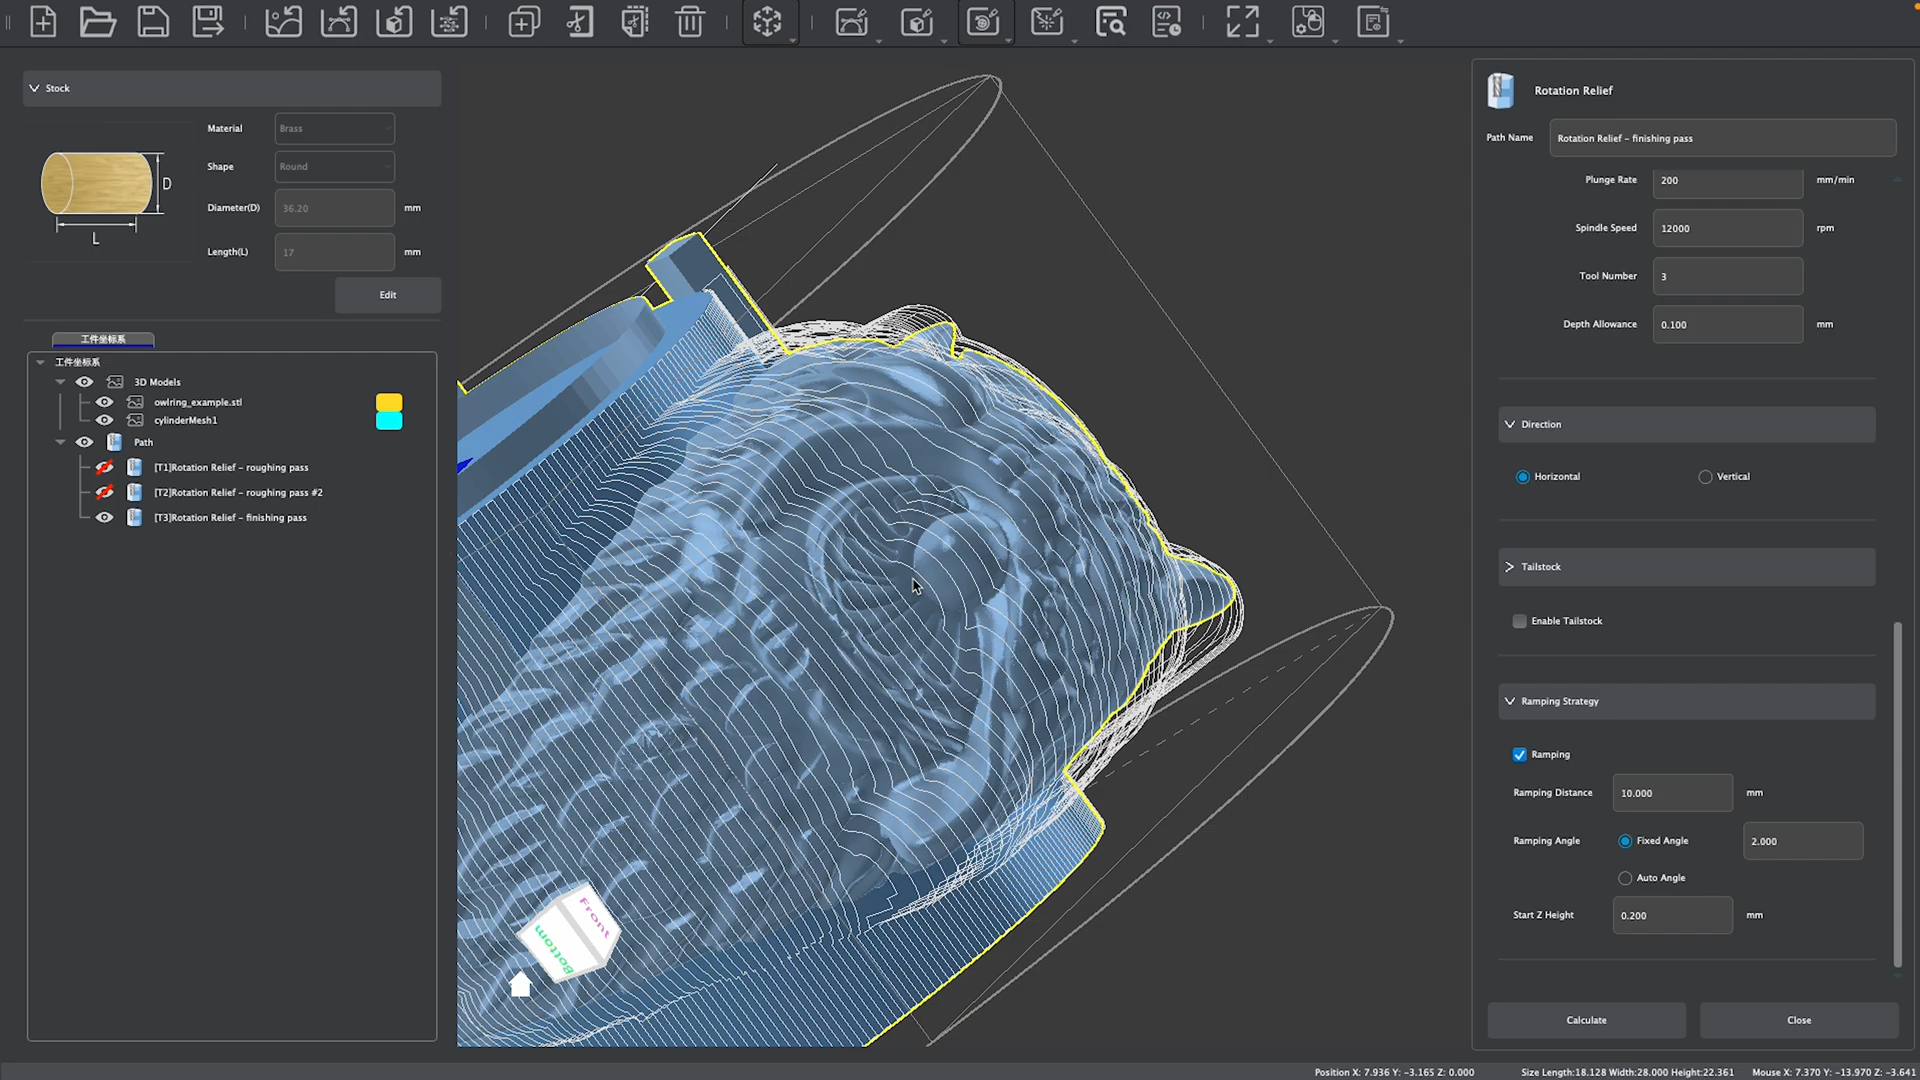 Stock
Material
Brass
Shape
Round
Diameter(D)
36.20
mm
Length(L)
17
mm
D
L
Edit
工件坐标系
工件坐标系
3D Models
owlring_example.stl
cylinderMesh1
Path
[T1]Rotation Relief - roughing pass
[T2]Rotation Relief - roughing pass #2
[T3]Rotation Relief - finishing pass
Front
Bottom
Rotation Relief
Path Name
Rotation Relief - finishing pass
Plunge Rate
200
mm/min
Spindle Speed
12000
rpm
Tool Number
3
Depth Allowance
0.100
mm
Direction
Horizontal
Vertical
Tailstock
Enable Tailstock
Ramping Strategy
Ramping
Ramping Distance
10.000
mm
Ramping Angle
Fixed Angle
2.000
Auto Angle
Start Z Height
0.200
mm
Calculate
Close
Position X: 7.936 Y: -3.165 Z: 0.000
Size Length:18.128 Width:28.000 Height:22.361
Mouse X: 7.370 Y: -13.970 Z: -3.641